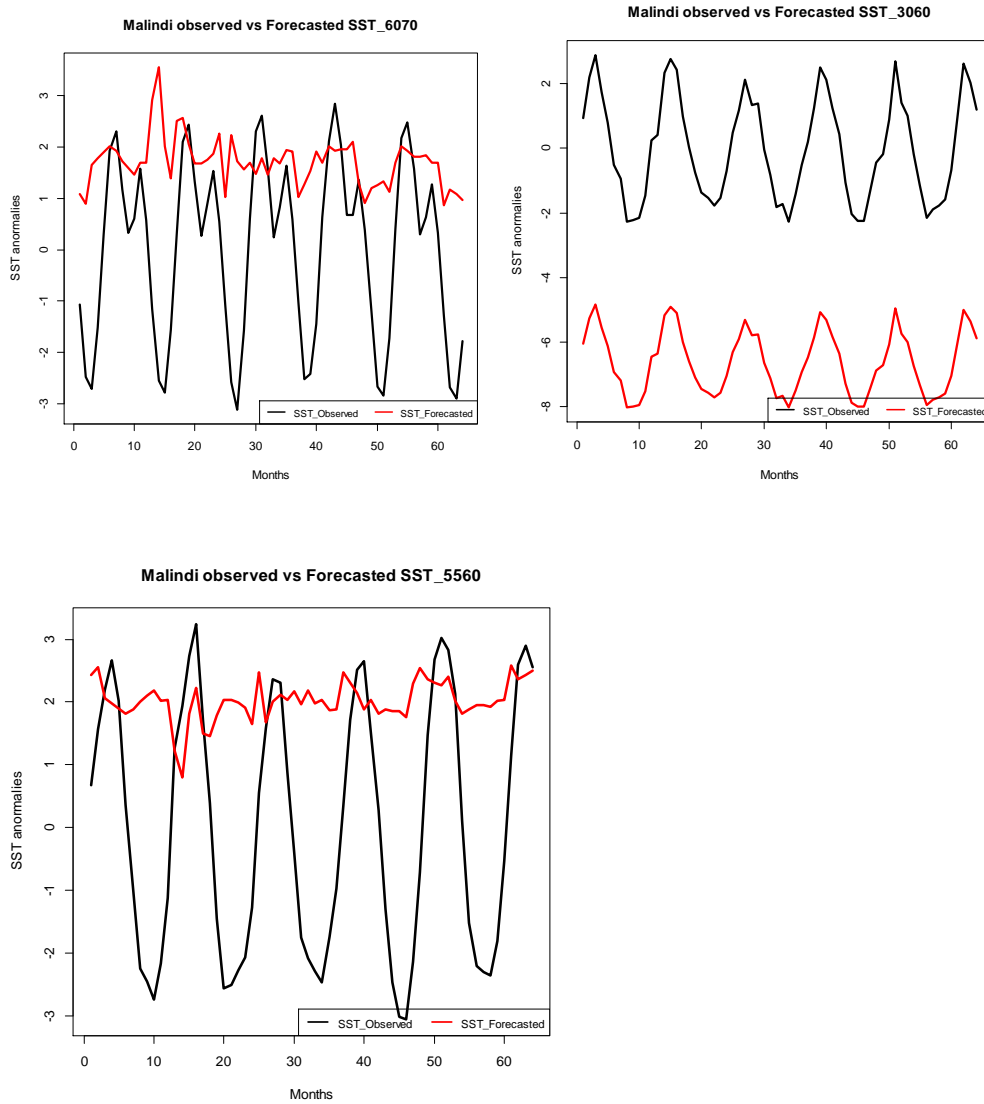 Malindi observed vs Forecasted SST_6070
SST anormalies
3
2
1
0
-1
-2
-3
SST_Observed SST_Forecasted
0 10 20 30 40 50 60
Months
Malindi observed vs Forecasted SST_3060
SST anormalies
2
0
-2
-4
-6
-8
SST_Observed SST_Forecasted
0 10 20 30 40 50 60
Months
Malindi observed vs Forecasted SST_5560
SST anormalies
3
2
1
0
-1
-2
-3
SST_Observed SST_Forecasted
0 10 20 30 40 50 60
Months